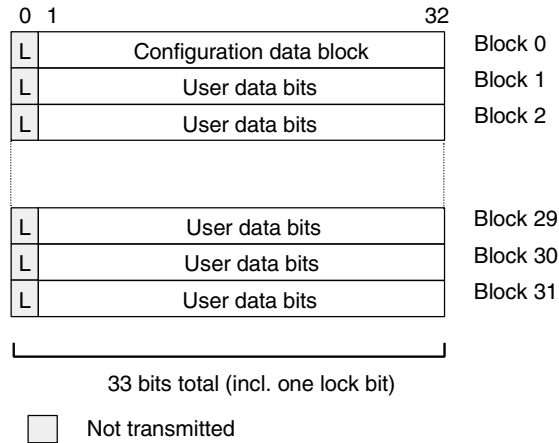 0 1 32
L Configuration data block Block 0
L User data bits Block 1
L User data bits Block 2
L User data bits Block 29
L User data bits Block 30
L User data bits Block 31
33 bits total (incl. one lock bit)
Not transmitted